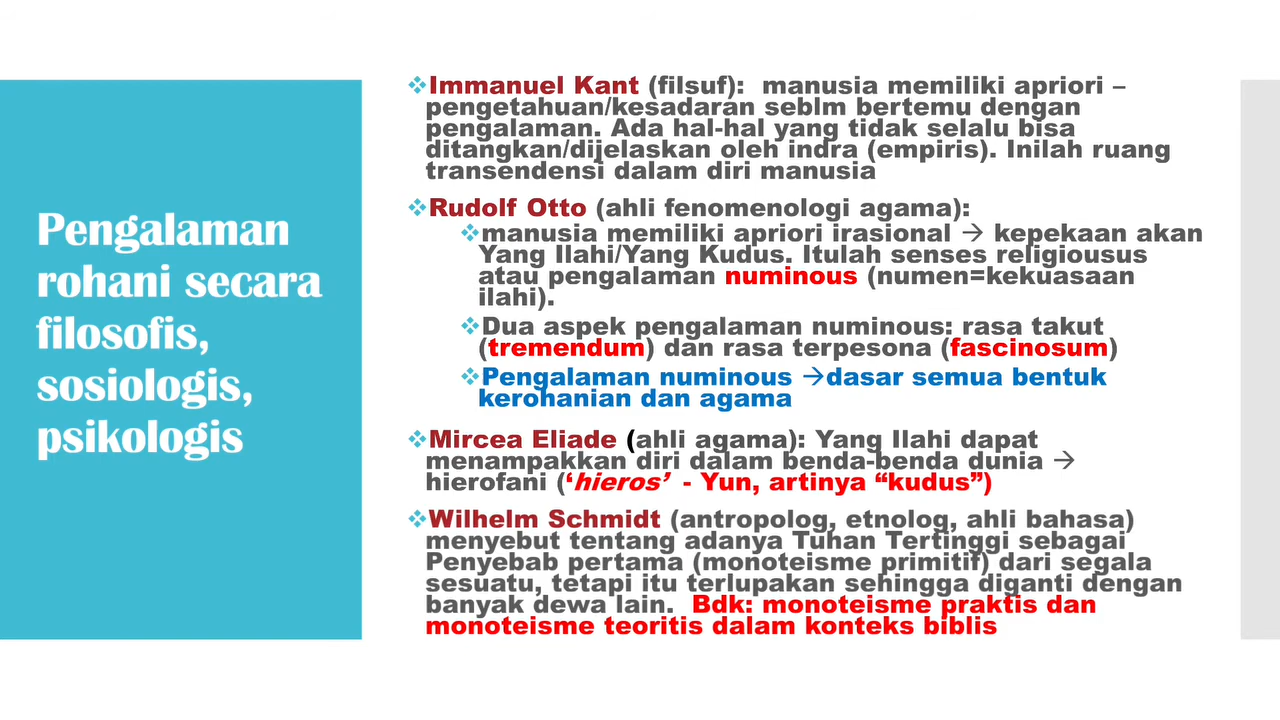 Pengalaman
rohani secara
filosofis,
sosiologis,
psikologis
❖Immanuel Kant (filsuf): manusia memiliki apriori –
pengetahuan/kesadaran seblm bertemu dengan
pengalaman. Ada hal-hal yang tidak selalu bisa
ditangkan/dijelaskan oleh indra (empiris). Inilah ruang
transendensi dalam diri manusia
❖Rudolf Otto (ahli fenomenologi agama):
❖manusia memiliki apriori irasional → kepekaan akan
Yang Ilahi/Yang Kudus. Itulah senses religiousus
atau pengalaman numinous (numen=kekuasaan
ilahi).
❖Dua aspek pengalaman numinous: rasa takut
(tremendum) dan rasa terpesona (fascinosum)
❖Pengalaman numinous →dasar semua bentuk
kerohanian dan agama
❖Mircea Eliade (ahli agama): Yang Ilahi dapat
menampakkan diri dalam benda-benda dunia →
hierofani (‘hieros’ - Yun, artinya “kudus”)
❖Wilhelm Schmidt (antropolog, etnolog, ahli bahasa)
menyebut tentang adanya Tuhan Tertinggi sebagai
Penyebab pertama (monoteisme primitif) dari segala
sesuatu, tetapi itu terlupakan sehingga diganti dengan
banyak dewa lain. Bdk: monoteisme praktis dan
monoteisme teoritis dalam konteks biblis